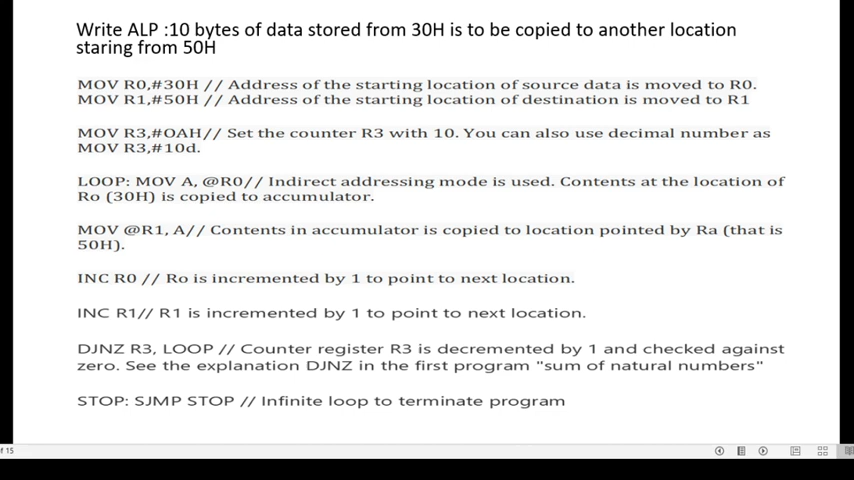 Write ALP :10 bytes of data stored from 30H is to be copied to another location
staring from 50H
MOV R0,#30H // Address of the starting location of source data is moved to R0.
MOV R1,#50H // Address of the starting location of destination is moved to R1
MOV R3,#OAH// Set the counter R3 with 10. You can also use decimal number as
MOV R3,#10d.
LOOP: MOV A, @R0// Indirect addressing mode is used. Contents at the location of
Ro (30H) is copied to accumulator.
MOV @R1, A// Contents in accumulator is copied to location pointed by Ra (that is
50H).
INC R0 // Ro is incremented by 1 to point to next location.
INC R1// R1 is incremented by 1 to point to next location.
DJNZ R3, LOOP // Counter register R3 is decremented by 1 and checked against
zero. See the explanation DJNZ in the first program "sum of natural numbers"
STOP: SJMP STOP // Infinite loop to terminate program
of 15